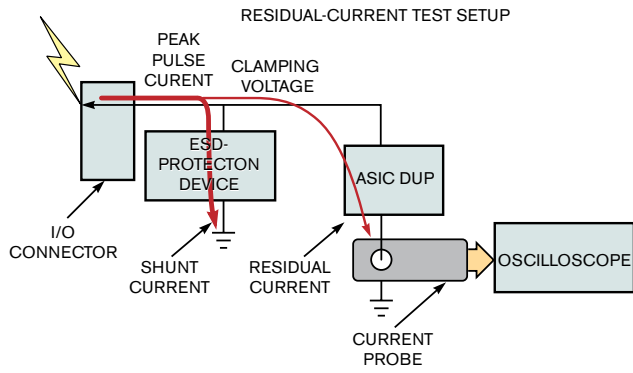 RESIDUAL-CURRENT TEST SETUP
PEAK
PULSE
CURENT
CLAMPING
VOLTAGE
ESD-
PROTECTON
DEVICE
ASIC DUP
I/O
CONNECTOR
SHUNT
CURRENT
RESIDUAL
CURRENT
OSCILLOSCOPE
CURRENT
PROBE